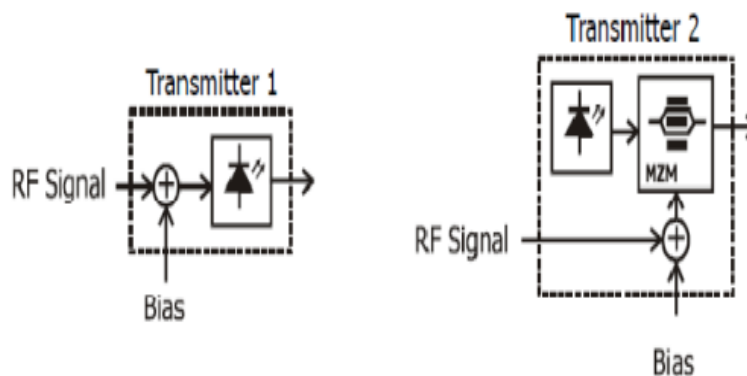 Transmitter 1
RF Signal
+
Bias
Transmitter 2
MZM
RF Signal
+
Bias